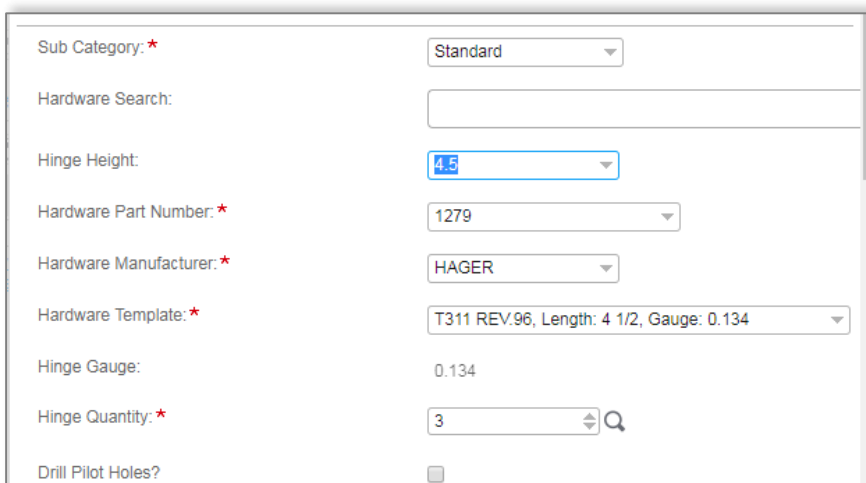 Sub Category: * Standard
Hardware Search:
Hinge Height: 4.5
Hardware Part Number: * 1279
Hardware Manufacturer: * HAGER
Hardware Template: * T311 REV.96, Length: 4 1/2, Gauge: 0.134
Hinge Gauge: 0.134
Hinge Quantity: * 3
Drill Pilot Holes?